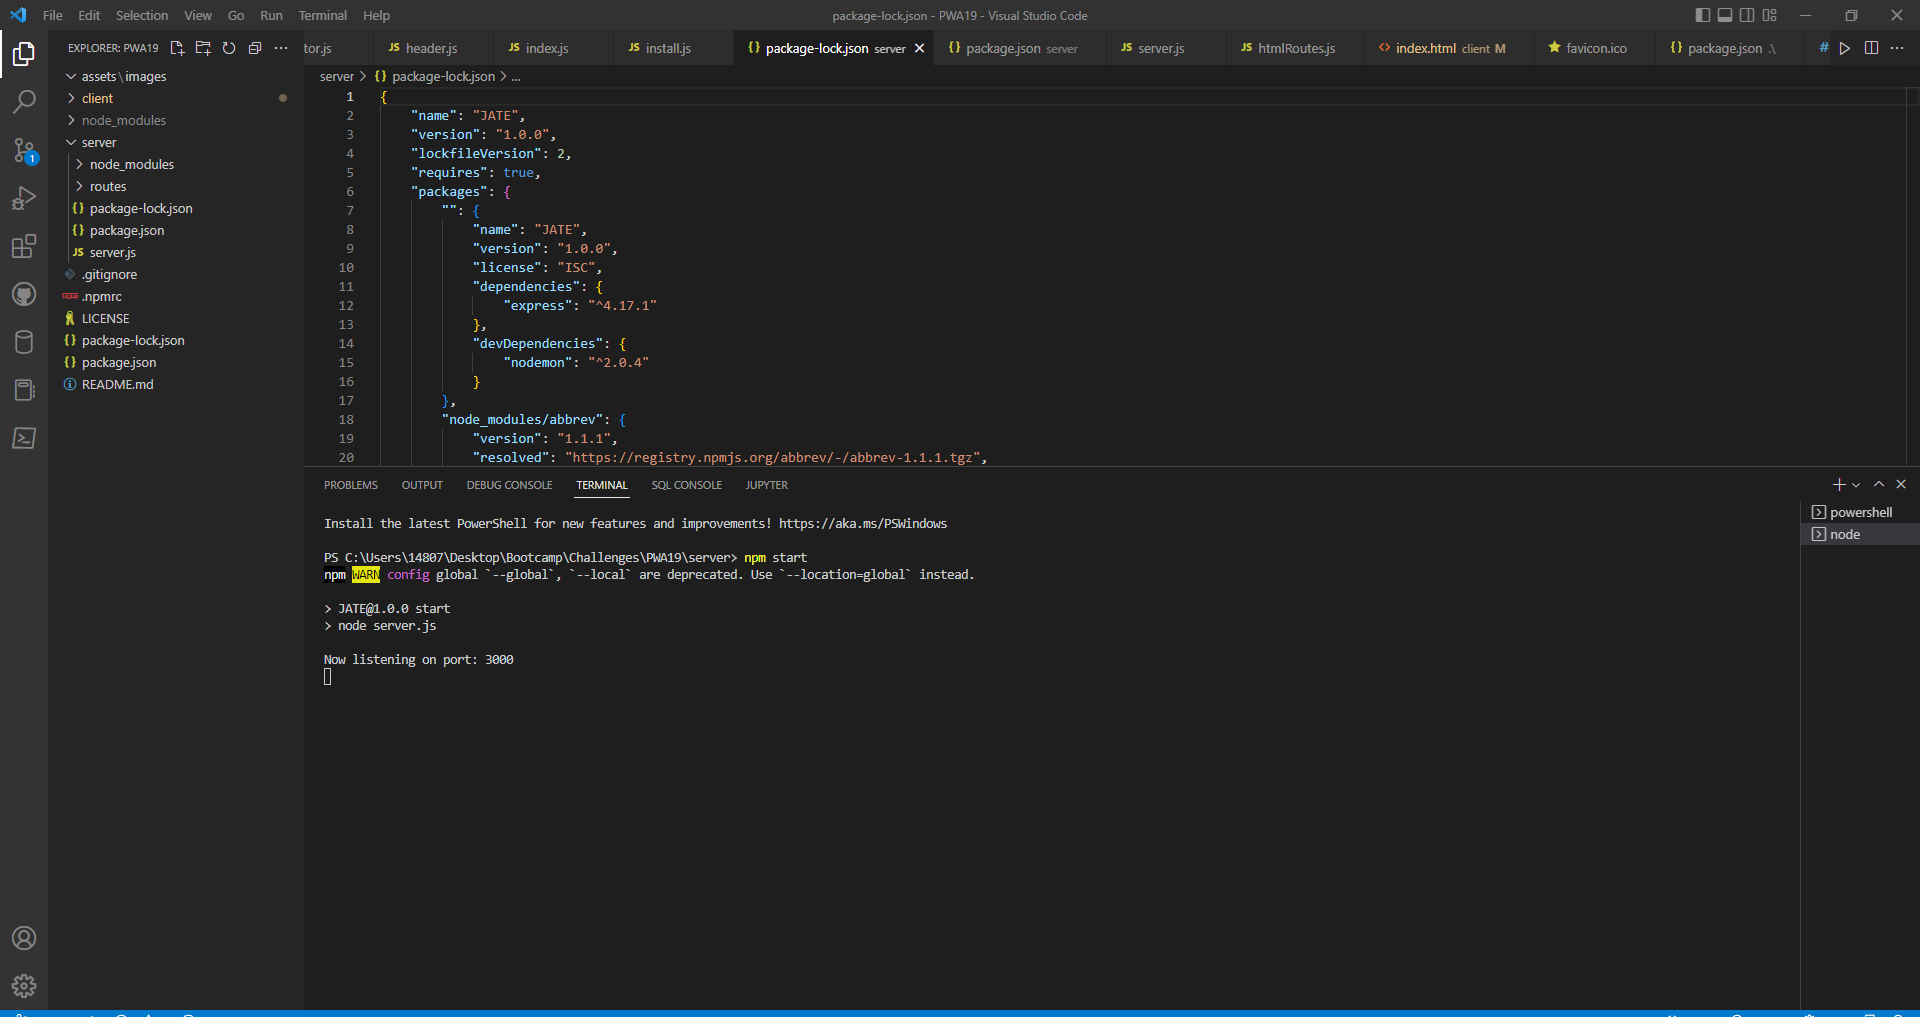 File Edit Selection View Go Run Terminal Help
package-lock.json - PWA19 - Visual Studio Code
EXPLORER: PWA19
tor.js
JS header.js
JS index.js
JS install.js
{} package-lock.json server
{} package.json server
JS server.js
JS htmlRoutes.js
<> index.html client M
favicon.ico
{} package.json .\
#
assets\images
client
node_modules
server
node_modules
routes
{} package-lock.json
{} package.json
JS server.js
.gitignore
npm .npmrc
LICENSE
{} package-lock.json
{} package.json
README.md
1
server > {} package-lock.json > ...
1 {
2 "name": "JATE",
3 "version": "1.0.0",
4 "lockfileVersion": 2,
5 "requires": true,
6 "packages": {
7 "": {
8 "name": "JATE",
9 "version": "1.0.0",
10 "license": "ISC",
11 "dependencies": {
12 "express": "^4.17.1"
13 },
14 "devDependencies": {
15 "nodemon": "^2.0.4"
16 }
17 },
18 "node_modules/abbrev": {
19 "version": "1.1.1",
20 "resolved": "https://registry.npmjs.org/abbrev/-/abbrev-1.1.1.tgz",
PROBLEMS OUTPUT DEBUG CONSOLE TERMINAL SQL CONSOLE JUPYTER
Install the latest PowerShell for new features and improvements! https://aka.ms/PSWindows
PS C:\Users\14807\Desktop\Bootcamp\Challenges\PWA19\server> npm start
npm WARN config global `--global`, `--local` are deprecated. Use `--location=global` instead.
> JATE@1.0.0 start
> node server.js
Now listening on port: 3000
powershell
node